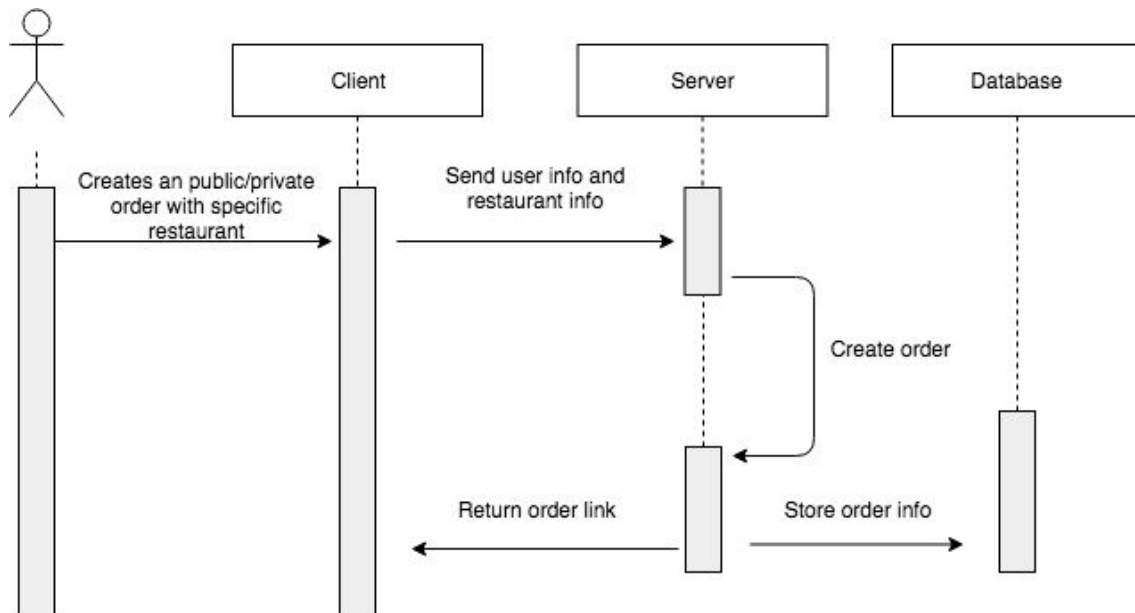 Client
Server
Database
Creates an public/private
order with specific
restaurant
Send user info and
restaurant info
Create order
Return order link
Store order info